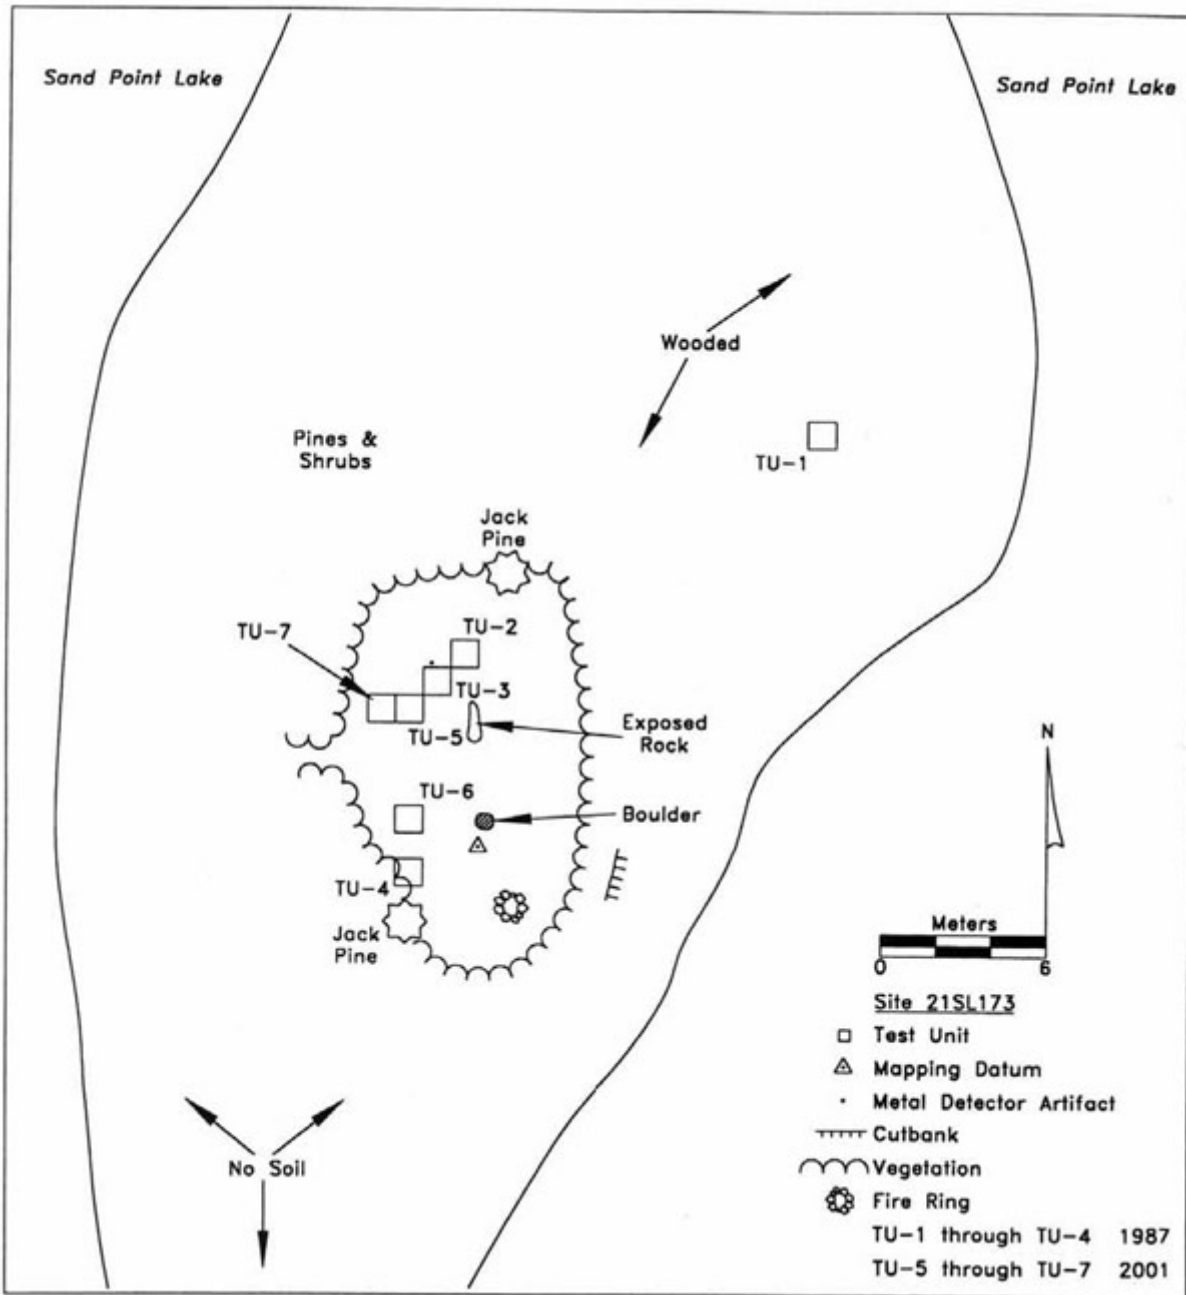 Sand Point Lake
Sand Point Lake
Wooded
Pines &
Shrubs
TU-1
Jack
Pine
TU-7
TU-2
TU-3
TU-5
Exposed
Rock
N
TU-6
Boulder
TU-4
Jack
Pine
Meters
0 6
Site 21SL173
Test Unit
Mapping Datum
Metal Detector Artifact
Cutbank
Vegetation
No Soil
Fire Ring
TU-1 through TU-4 1987
TU-5 through TU-7 2001